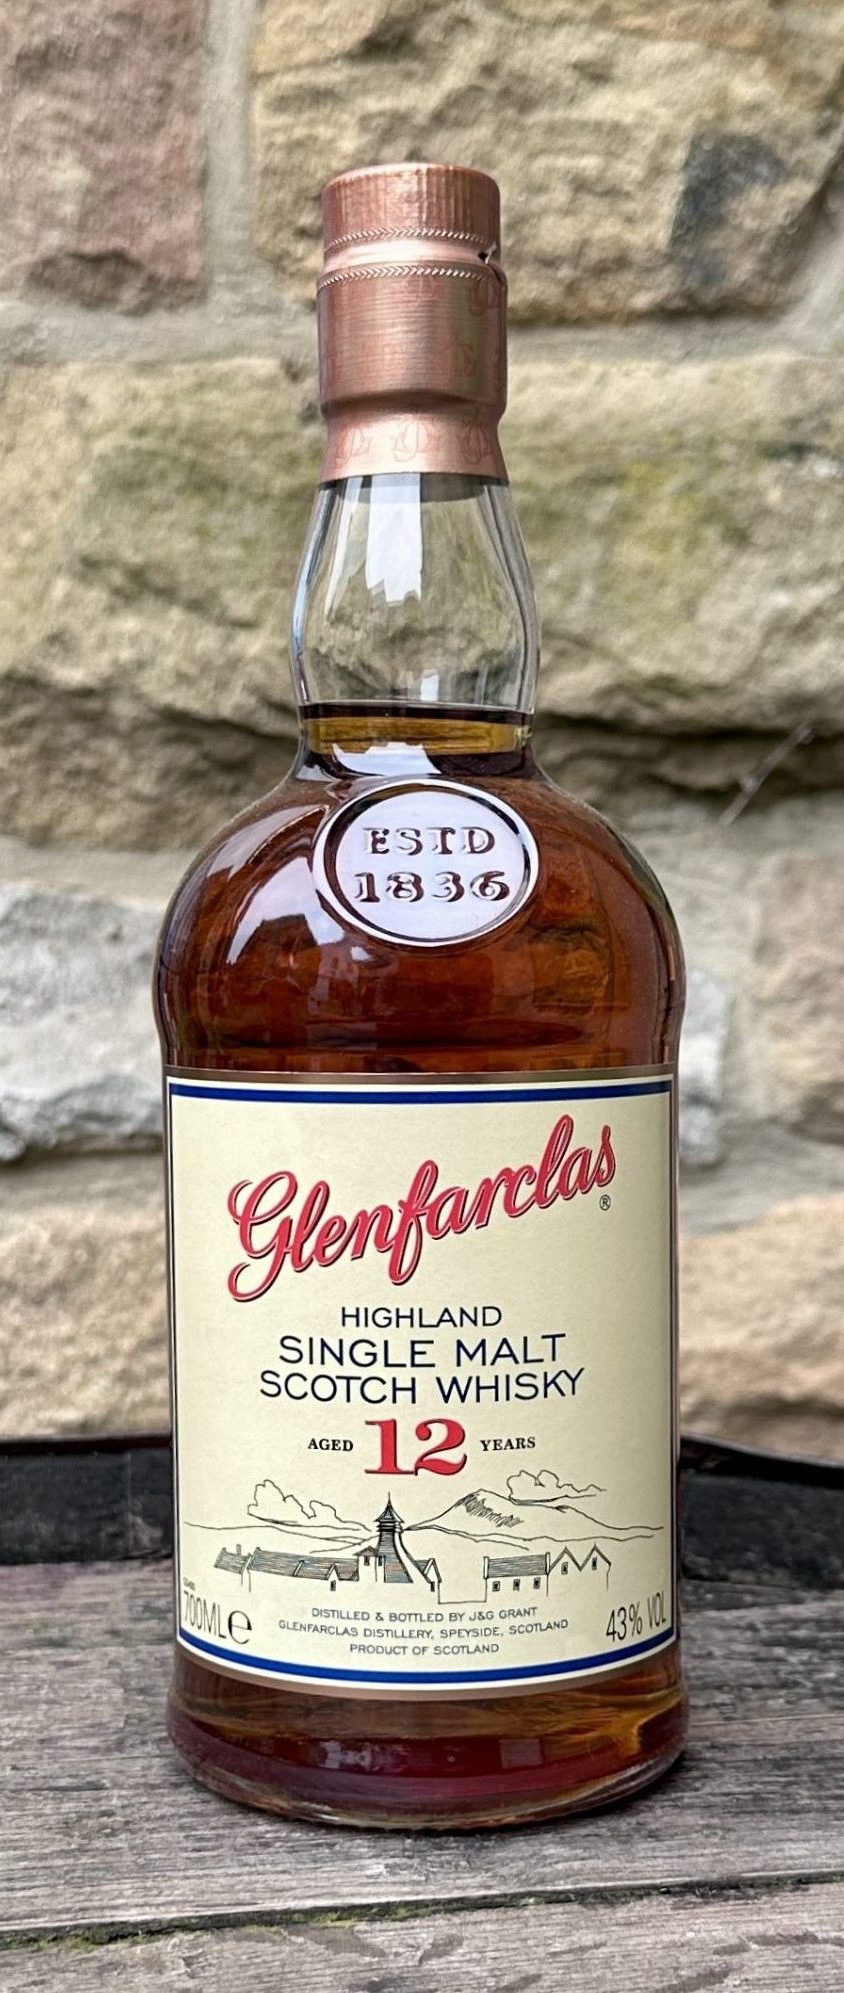 ESTD
1836
Glenfarclas®
HIGHLAND
SINGLE MALT
SCOTCH WHISKY
AGED 12 YEARS
700ML e
DISTILLED & BOTTLED BY J&G GRANT
GLENFARCLAS DISTILLERY, SPEYSIDE, SCOTLAND
PRODUCT OF SCOTLAND
43% VOL